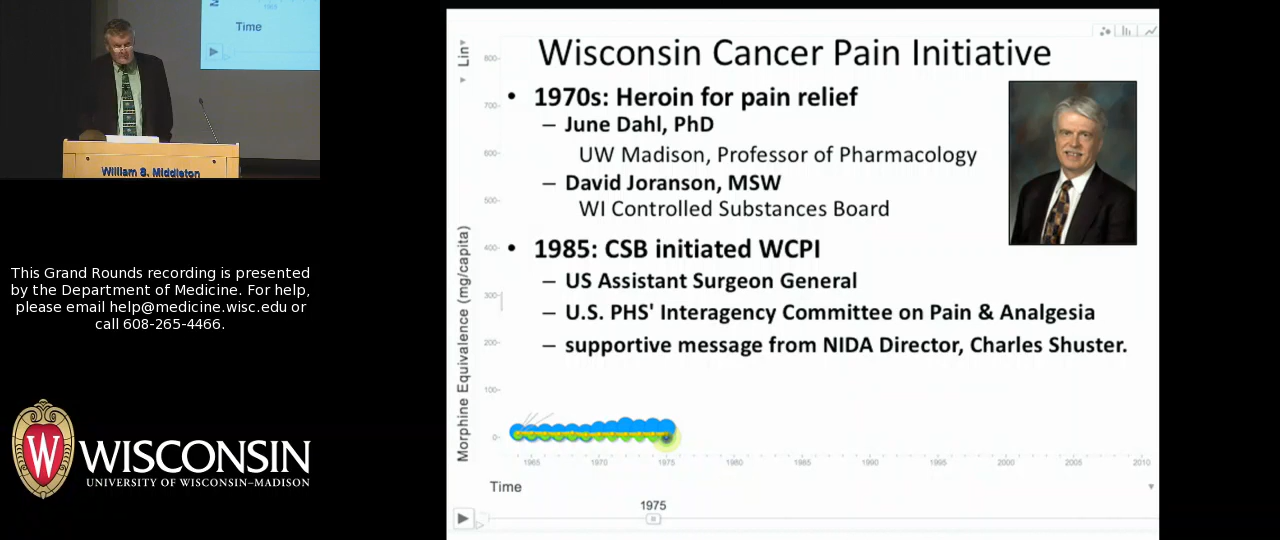 Time
William S. Middleton
This Grand Rounds recording is presented
by the Department of Medicine. For help,
please email help@medicine.wisc.edu or
call 608-265-4466.
W WISCONSIN
UNIVERSITY OF WISCONSIN–MADISON
Wisconsin Cancer Pain Initiative
• 1970s: Heroin for pain relief
– June Dahl, PhD
UW Madison, Professor of Pharmacology
– David Joranson, MSW
WI Controlled Substances Board
• 1985: CSB initiated WCPI
– US Assistant Surgeon General
– U.S. PHS' Interagency Committee on Pain & Analgesia
– supportive message from NIDA Director, Charles Shuster.
Lin
Morphine Equivalence (mg/capita)
800
700
600
500
400
300
200
100
0
1965 1970 1975 1980 1985 1990 1995 2000 2005 2010
Time
1975